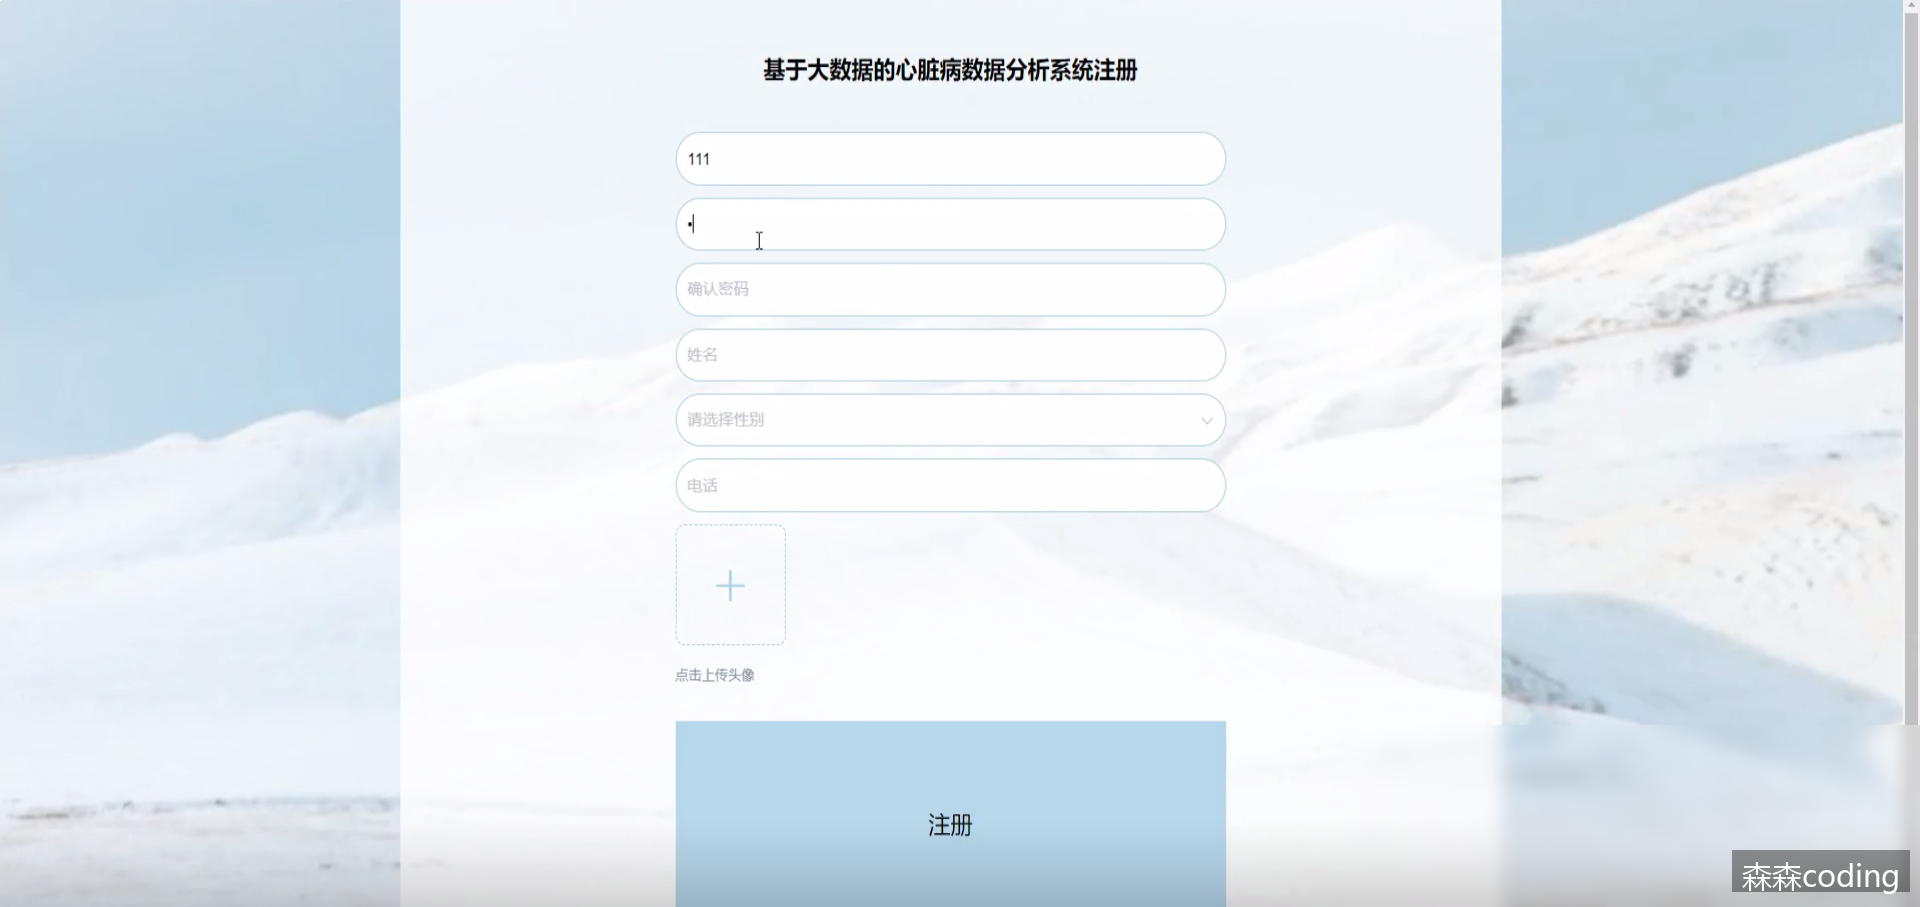 基于大数据的心脏病数据分析系统注册
111
•
确认密码
姓名
请选择性别
电话
点击上传头像
注册
森森coding